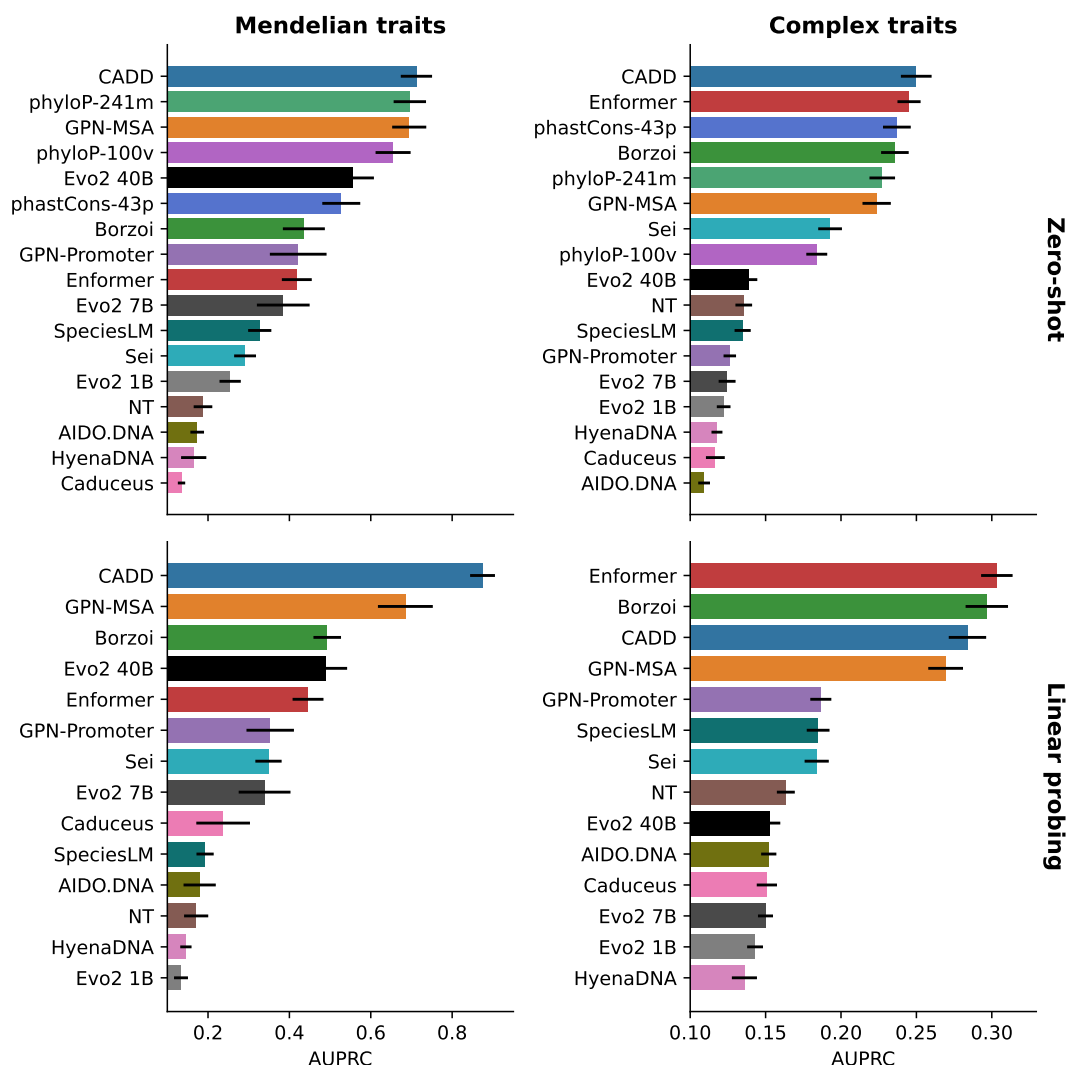 Mendelian traits
CADD
phyloP-241m
GPN-MSA
phyloP-100v
Evo2 40B
phastCons-43p
Borzoi
GPN-Promoter
Enformer
Evo2 7B
SpeciesLM
Sei
Evo2 1B
NT
AIDO.DNA
HyenaDNA
Caduceus
Complex traits
CADD
Enformer
phastCons-43p
Borzoi
phyloP-241m
GPN-MSA
Sei
phyloP-100v
Evo2 40B
NT
SpeciesLM
GPN-Promoter
Evo2 7B
Evo2 1B
HyenaDNA
Caduceus
AIDO.DNA
Zero-shot
CADD
GPN-MSA
Borzoi
Evo2 40B
Enformer
GPN-Promoter
Sei
Evo2 7B
Caduceus
SpeciesLM
AIDO.DNA
NT
HyenaDNA
Evo2 1B
0.2 0.4 0.6 0.8
AUPRC
Enformer
Borzoi
CADD
GPN-MSA
GPN-Promoter
SpeciesLM
Sei
NT
Evo2 40B
AIDO.DNA
Caduceus
Evo2 7B
Evo2 1B
HyenaDNA
0.10 0.15 0.20 0.25 0.30
AUPRC
Linear probing